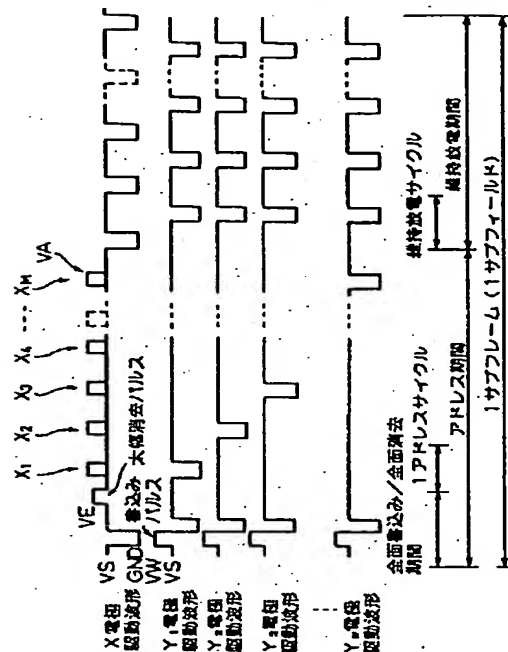 X₁ X₂ X₃ X₄ … X_M
VA
VE
太幅消去パルス
VS
GND
書込み
パルス
VW
VS
X電極
駆動波形
Y₁電極
駆動波形
Y₂電極
駆動波形
Y₃電極
駆動波形
Y_N電極
駆動波形
全面書込み/全面消去
期間
1アドレスサイクル
維持放電サイクル
アドレス期間
維持放電期間
1サブフレーム(1サブフィールド)